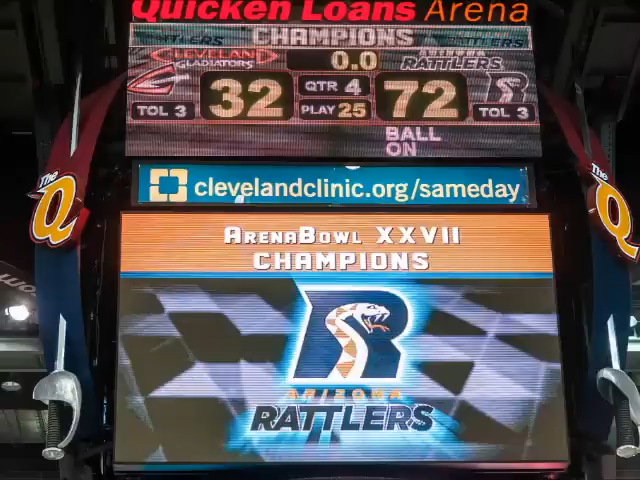 Quicken Loans Arena
CHAMPIONS
CLEVELAND
GLADIATORS
0.0
ARIZONA
RATTLERS
32
QTR 4
72
TOL 3
PLAY 25
TOL 3
BALL
ON
clevelandclinic.org/sameday
The
Q
The
Q
ARENABOWL XXVII
CHAMPIONS
R
ARIZONA
RATTLERS